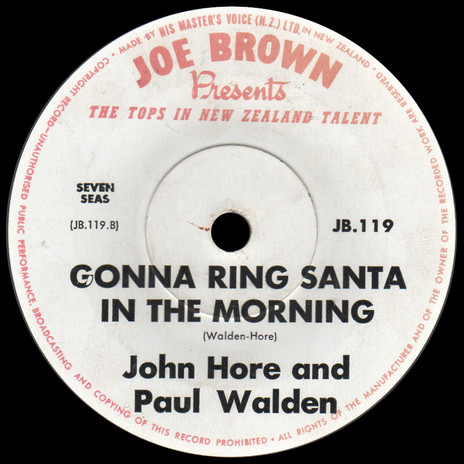 • MADE BY HIS MASTER'S VOICE (N.Z.) LTD. IN NEW ZEALAND •
JOE BROWN
Presents
THE TOPS IN NEW ZEALAND TALENT
SEVEN
SEAS
(JB.119.B)
JB.119
GONNA RING SANTA
IN THE MORNING
(Walden-Hore)
John Hore and
Paul Walden
ALL RIGHTS OF THE MANUFACTURER AND OF THE OWNER OF THE RECORDED WORK ARE RESERVED
COPYRIGHT RECORD—UNAUTHORISED PUBLIC PERFORMANCE, BROADCASTING AND COPYING OF THIS RECORD PROHIBITED •